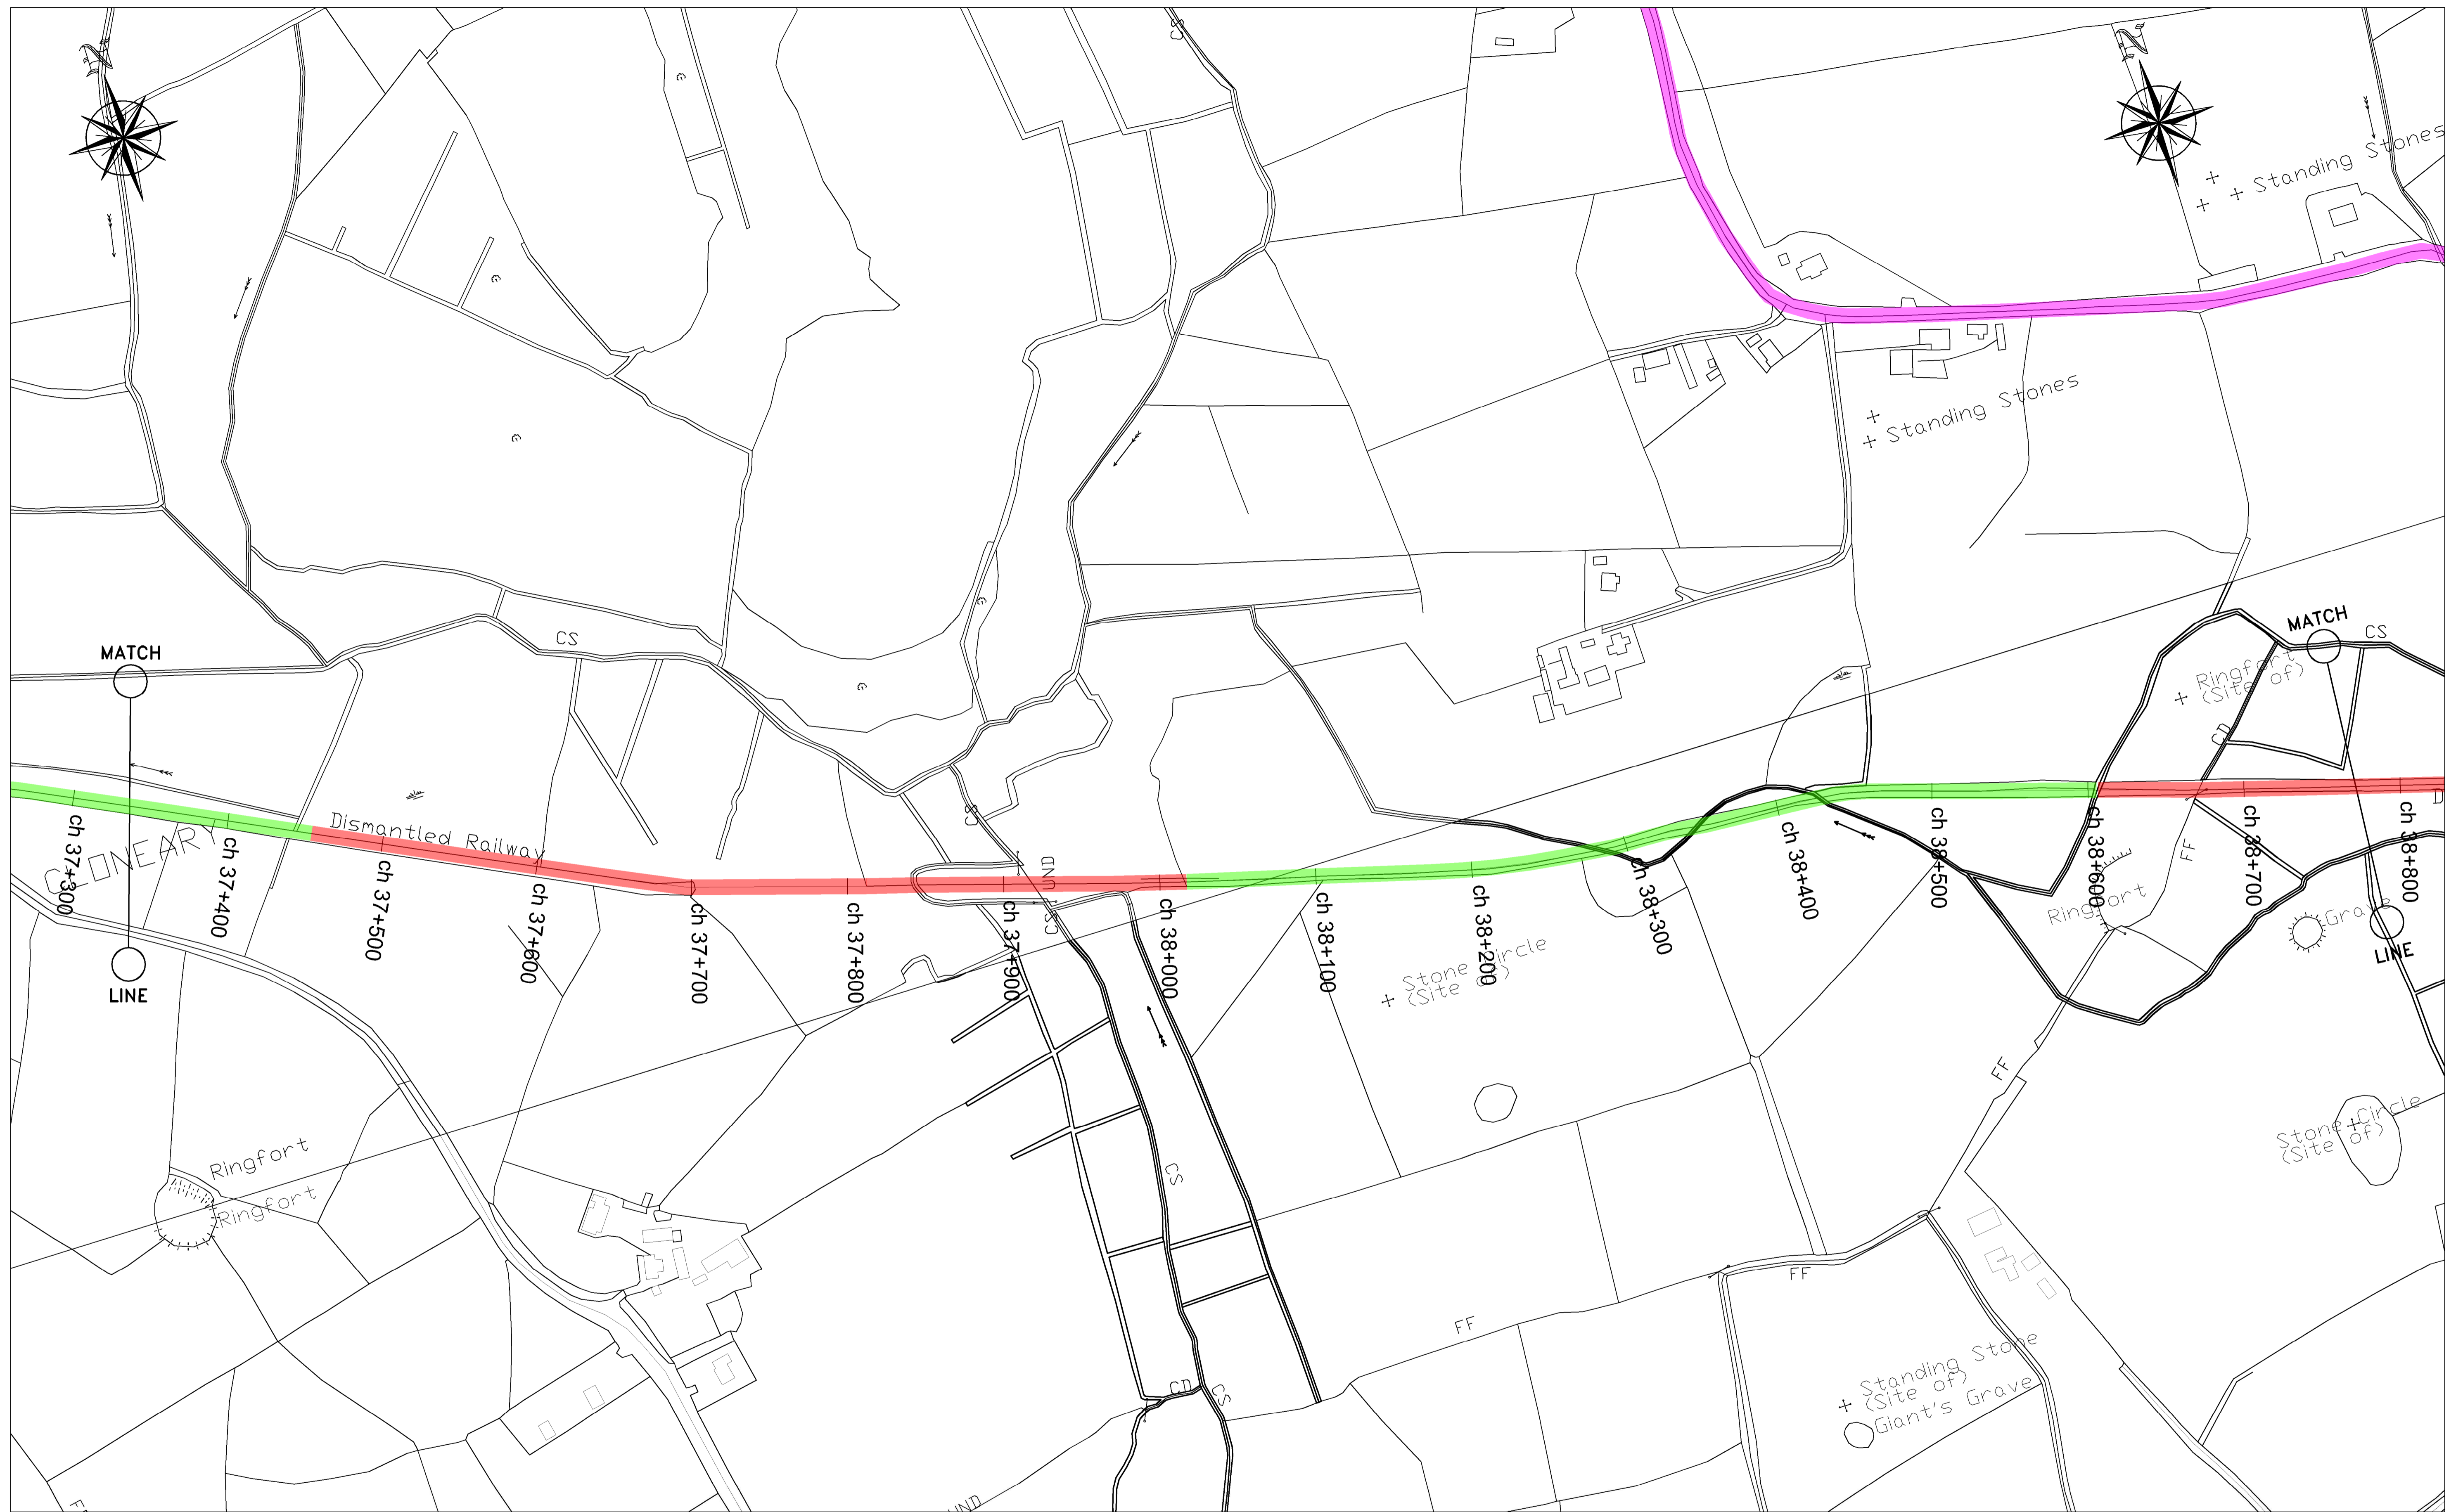 N
N
CS
Standing Stones
Standing Stones
MATCH
CS
MATCH
CS
Ringfort
(Site of)
CD
Dismantled Railway
CLONEARY
CS
UND
CS
FF
D
ch 37+300
ch 37+400
ch 37+500
ch 37+600
ch 37+700
ch 37+800
ch 37+900
ch 38+000
ch 38+100
ch 38+200
ch 38+300
ch 38+400
ch 38+500
ch 38+600
ch 38+700
ch 38+800
Ringfort
Grave
LINE
LINE
Stone Circle
(Site of)
FF
Stone Circle
(Site of)
Ringfort
Ringfort
CS
FF
FF
CD
CS
Standing Stone
(Site of)
Giant's Grave
UND